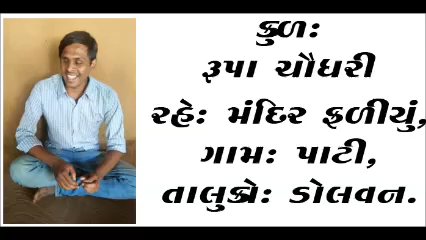 કુળઃ
રૂપા ચૌધરી
રહેઃ મંદિર ફળીયું,
ગામઃ પાટી,
તાલુકોઃ ડોલવન.